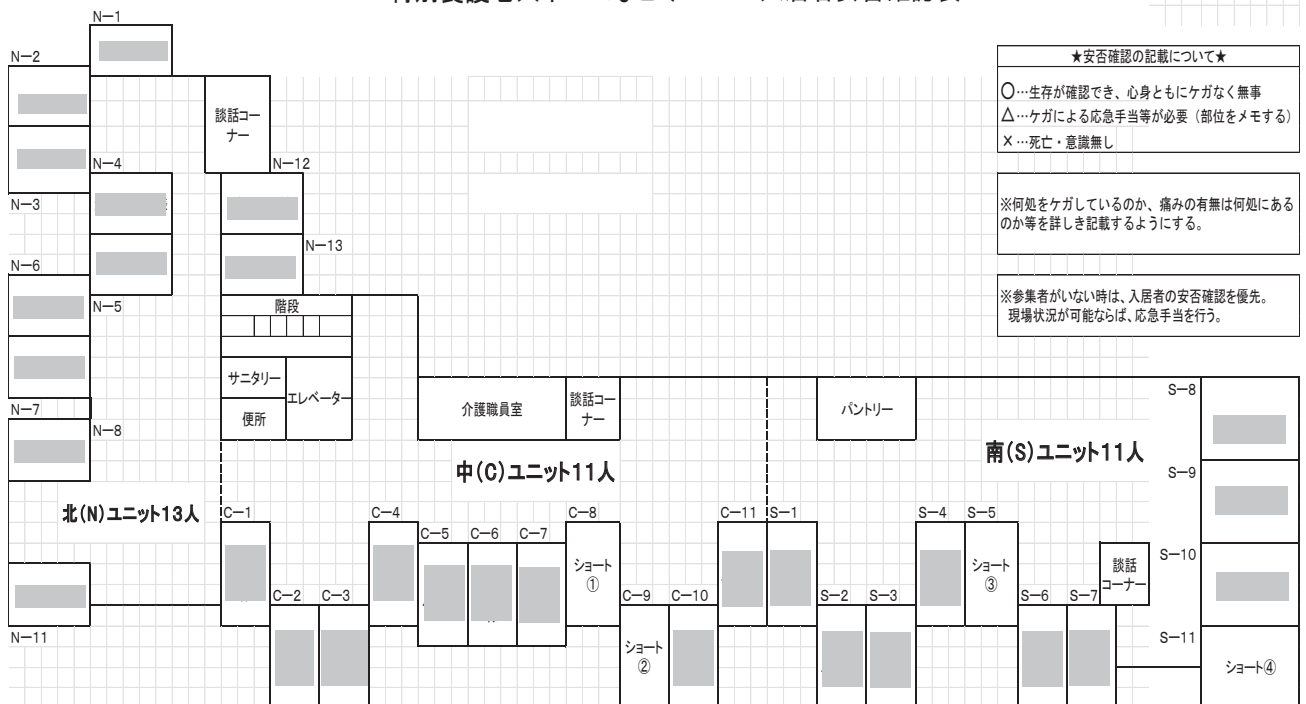 N−1
N−2
★安否確認の記載について★
○…生存が確認でき、心身ともにケガなく無事
△…ケガによる応急手当等が必要（部位をメモする）
×…死亡・意識無し
談話コー
ナー
N−4
N−12
N−3
※何処をケガしているのか、痛みの有無は何処にある
のか等を詳しき記載するようにする。
N−13
N−6
N−5
階段
※参集者がいない時は、入居者の安否確認を優先。
現場状況が可能ならば、応急手当を行う。
サニタリー
エレベーター
便所
介護職員室
談話コー
ナー
パントリー
S−8
N−7
N−8
中(C)ユニット11人
南(S)ユニット11人
S−9
北(N)ユニット13人
C−1
C−4
C−8
C−11
S−1
S−4
S−5
C−5
C−6
C−7
ショート
①
ショート
③
談話
コーナー
S−10
C−2
C−3
C−9
C−10
S−2
S−3
S−6
S−7
N−11
ショート
②
S−11
ショート④